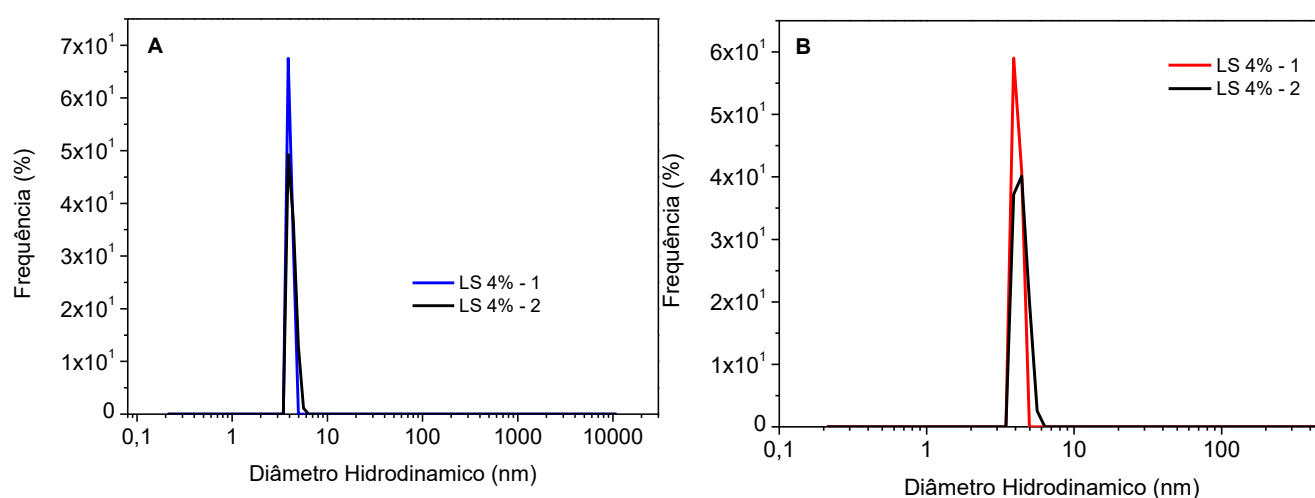 A
Frequência (%)
7x10¹
6x10¹
5x10¹
4x10¹
3x10¹
2x10¹
1x10¹
0
LS 4% - 1
LS 4% - 2
0,1 1 10 100 1000 10000
Diâmetro Hidrodinamico (nm)
B
Frequência (%)
6x10¹
5x10¹
4x10¹
3x10¹
2x10¹
1x10¹
0
LS 4% - 1
LS 4% - 2
0,1 1 10 100
Diâmetro Hidrodinamico (nm)